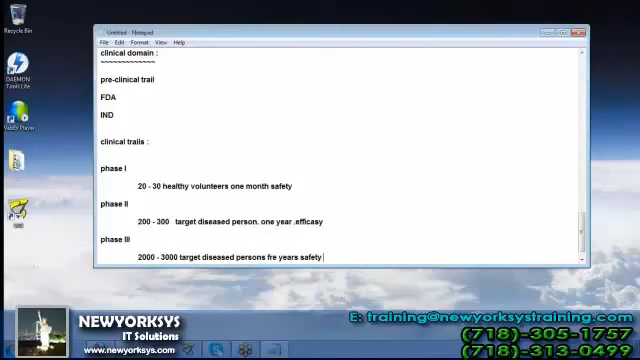 Recycle Bin
DAEMON Tools Lite
WebEx Player
Untitled - Notepad
File Edit Format View Help
clinical domain :
~~~~~~~~~~~~~
pre-clinical trail
FDA
IND
clinical trails :
phase I
20 - 30 healthy volunteers one month safety
phase II
200 - 300 target diseased person. one year .efficasy
phase III
2000 - 3000 target diseased persons fre years safety
NEWYORKSYS
IT Solutions
www.newyorksys.com
E: training@newyorksystraining.com
(718)-305-1757
(718)-313-0499